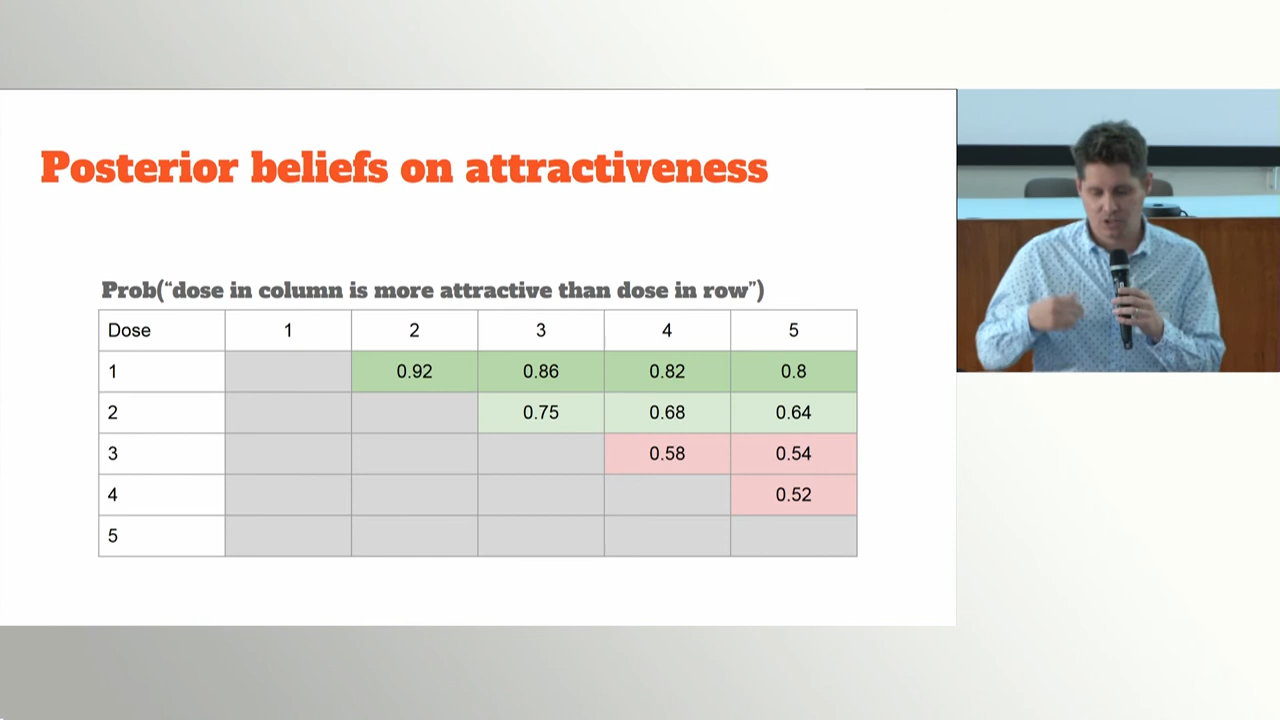 Posterior beliefs on attractiveness
Prob(“dose in column is more attractive than dose in row”)
Dose 1 2 3 4 5
1 0.92 0.86 0.82 0.8
2 0.75 0.68 0.64
3 0.58 0.54
4 0.52
5